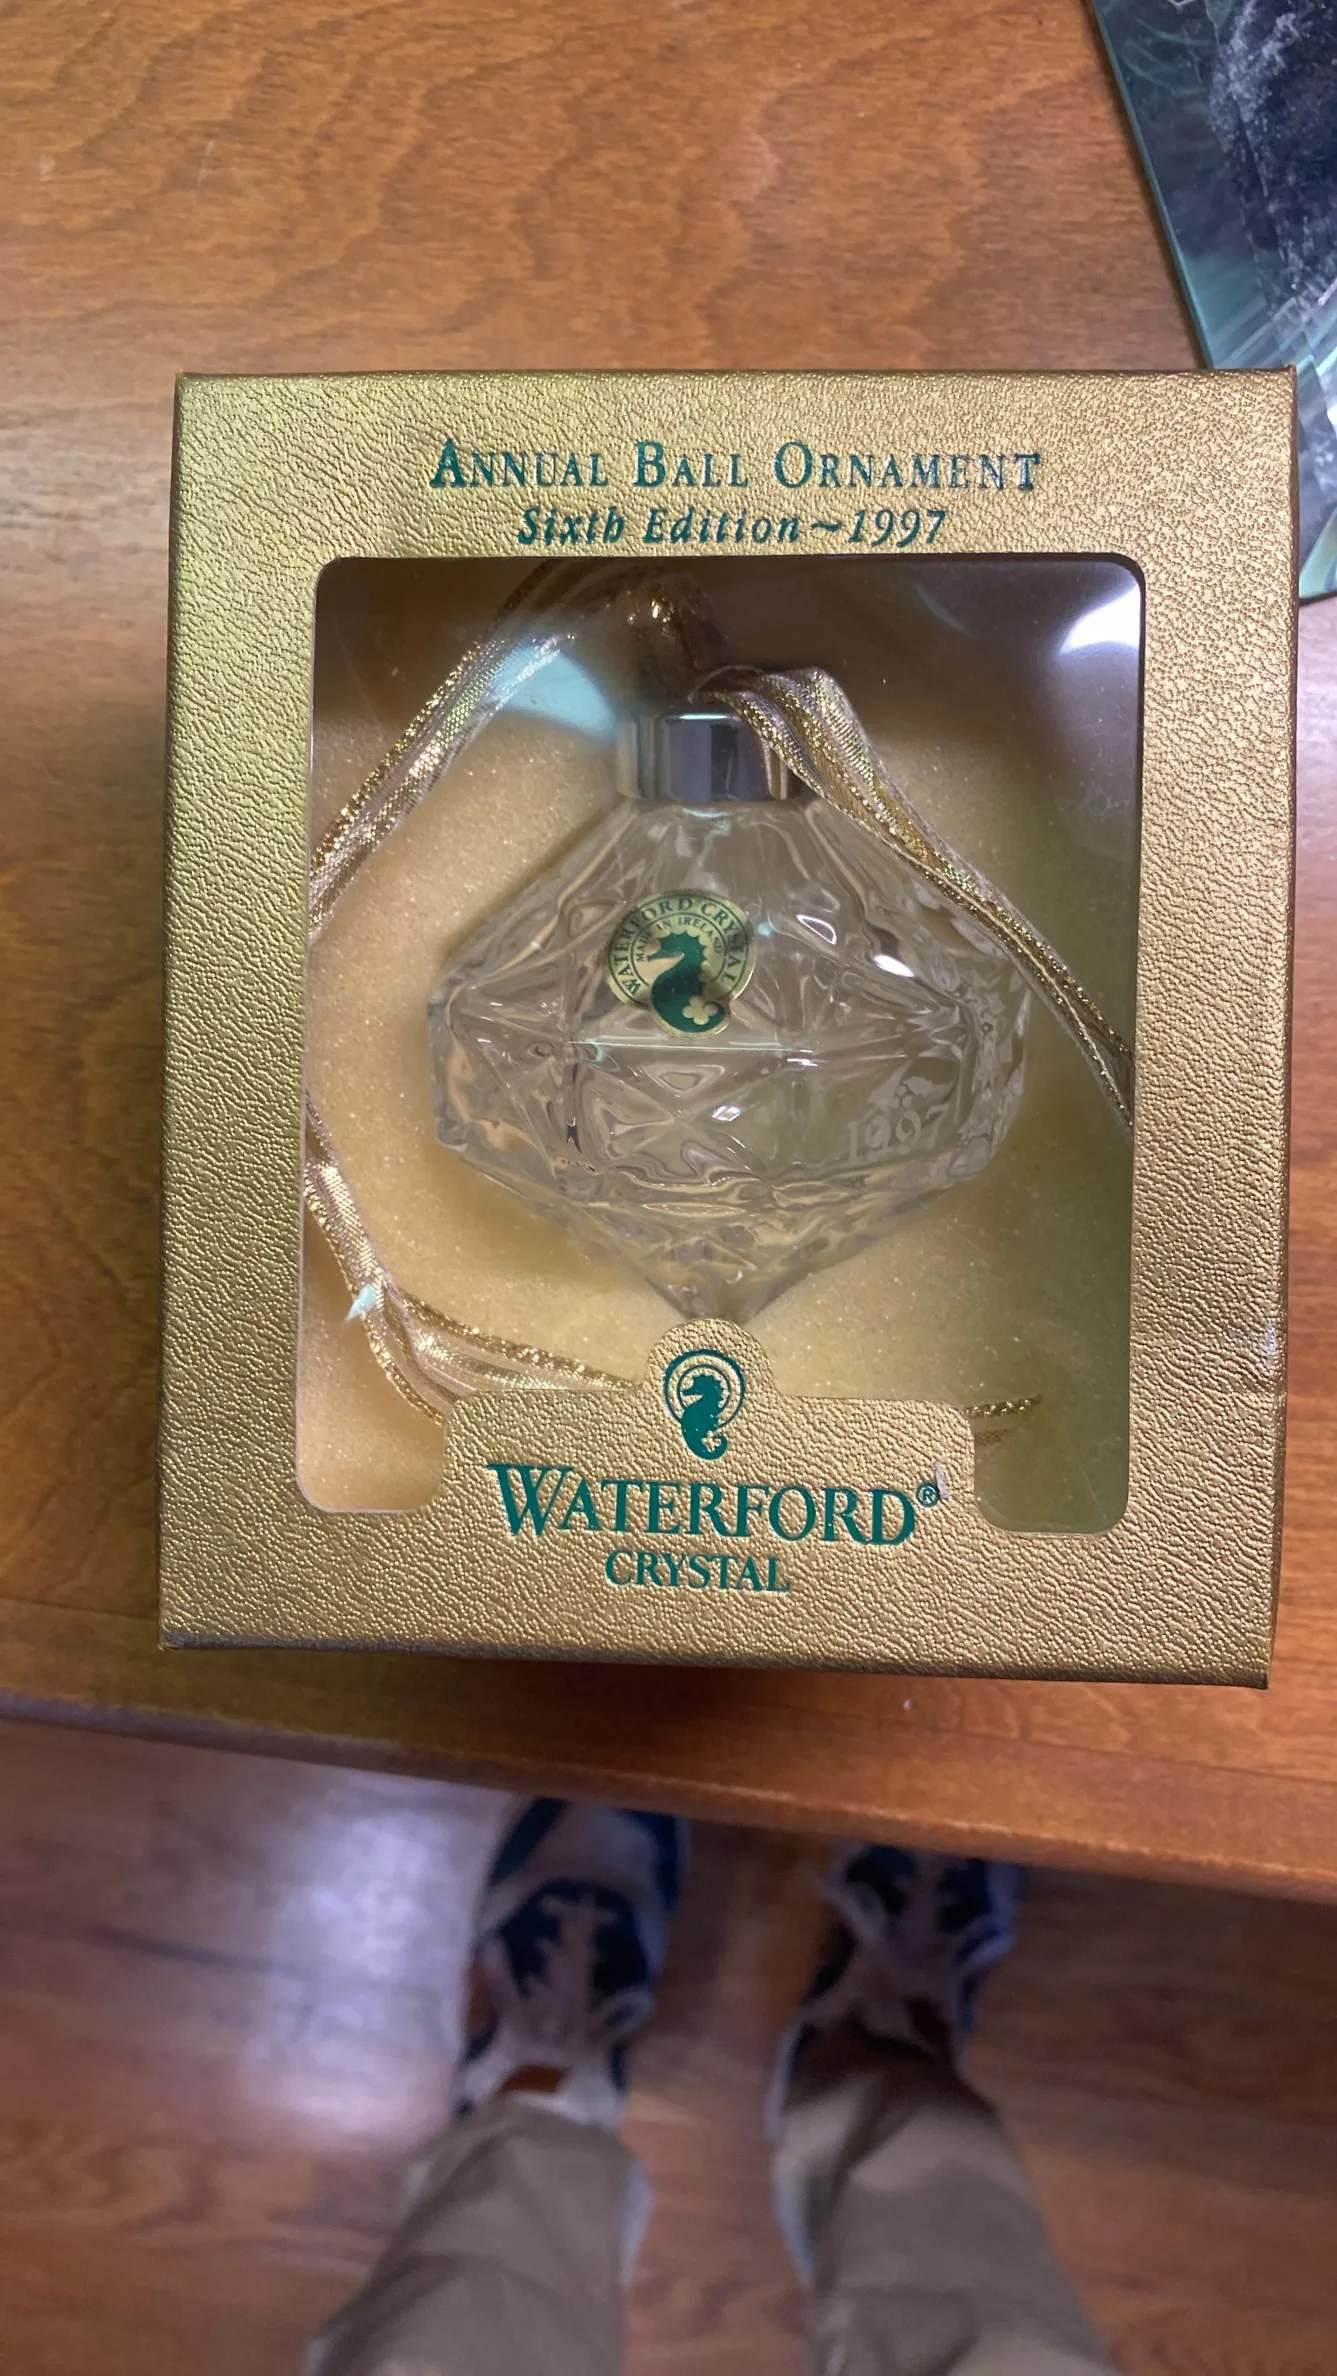 ANNUAL BALL ORNAMENT
Sixth Edition~1997
WATERFORD CRYSTAL
MADE IN IRELAND
1997
WATERFORD®
CRYSTAL